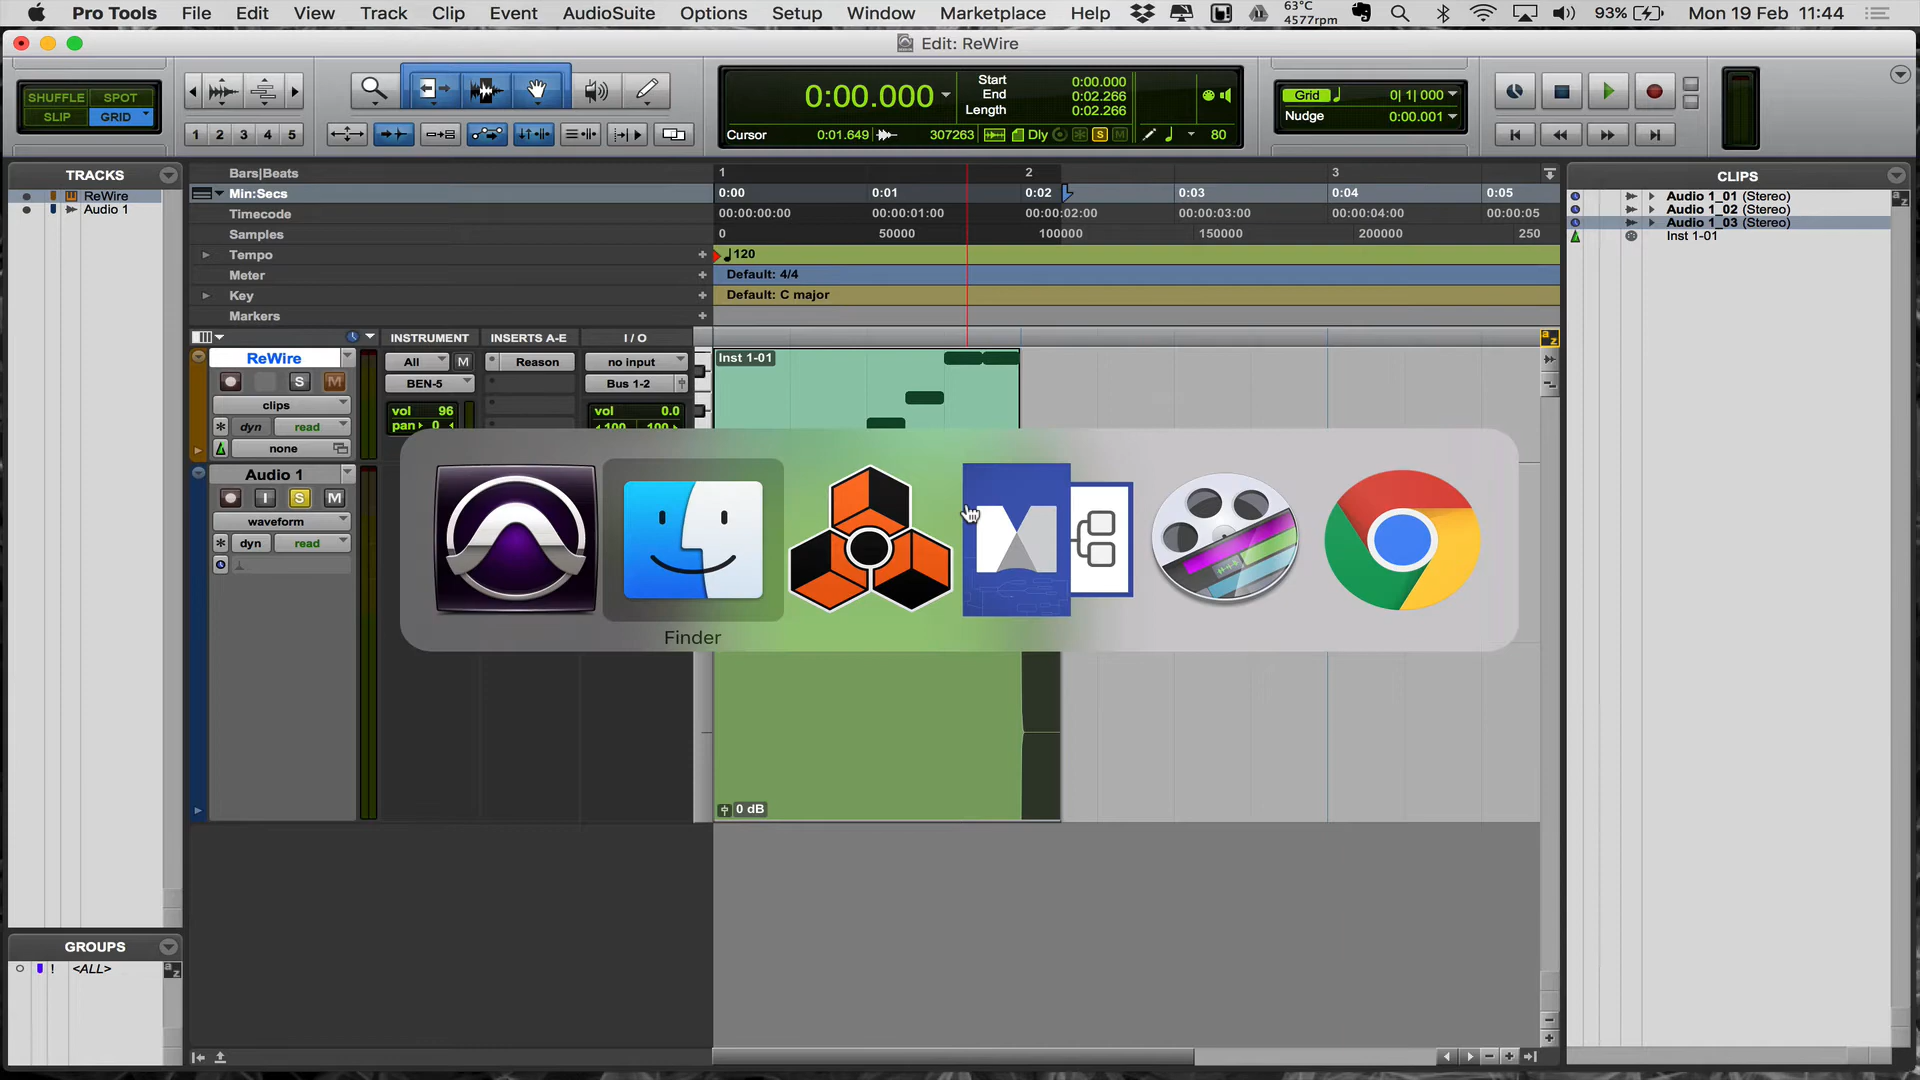 Pro Tools File Edit View Track Clip Event AudioSuite Options Setup Window Marketplace Help 63°C 4577rpm 93% Mon 19 Feb 11:44
Edit: ReWire
SHUFFLE SPOT
SLIP GRID
1 2 3 4 5
0:00.000
Start 0:00.000
End 0:02.266
Length 0:02.266
Cursor 0:01.649 307263 Dly S M 80
Grid 0| 1| 000
Nudge 0:00.001
TRACKS
ReWire
Audio 1
Bars|Beats 1 2 3
Min:Secs 0:00 0:01 0:02 0:03 0:04 0:05
Timecode 00:00:00:00 00:00:01:00 00:00:02:00 00:00:03:00 00:00:04:00 00:00:05
Samples 0 50000 100000 150000 200000 250
Tempo 120
Meter Default: 4/4
Key Default: C major
Markers
CLIPS
Audio 1_01 (Stereo)
Audio 1_02 (Stereo)
Audio 1_03 (Stereo)
Inst 1-01
INSTRUMENT INSERTS A-E I / O
ReWire All M Reason no input Inst 1-01
S M BEN-5 Bus 1-2
clips vol 96 vol 0.0
dyn read pan 0 100 100
none
Audio 1
I S M
waveform
dyn read
Finder
0 dB
GROUPS
! <ALL>